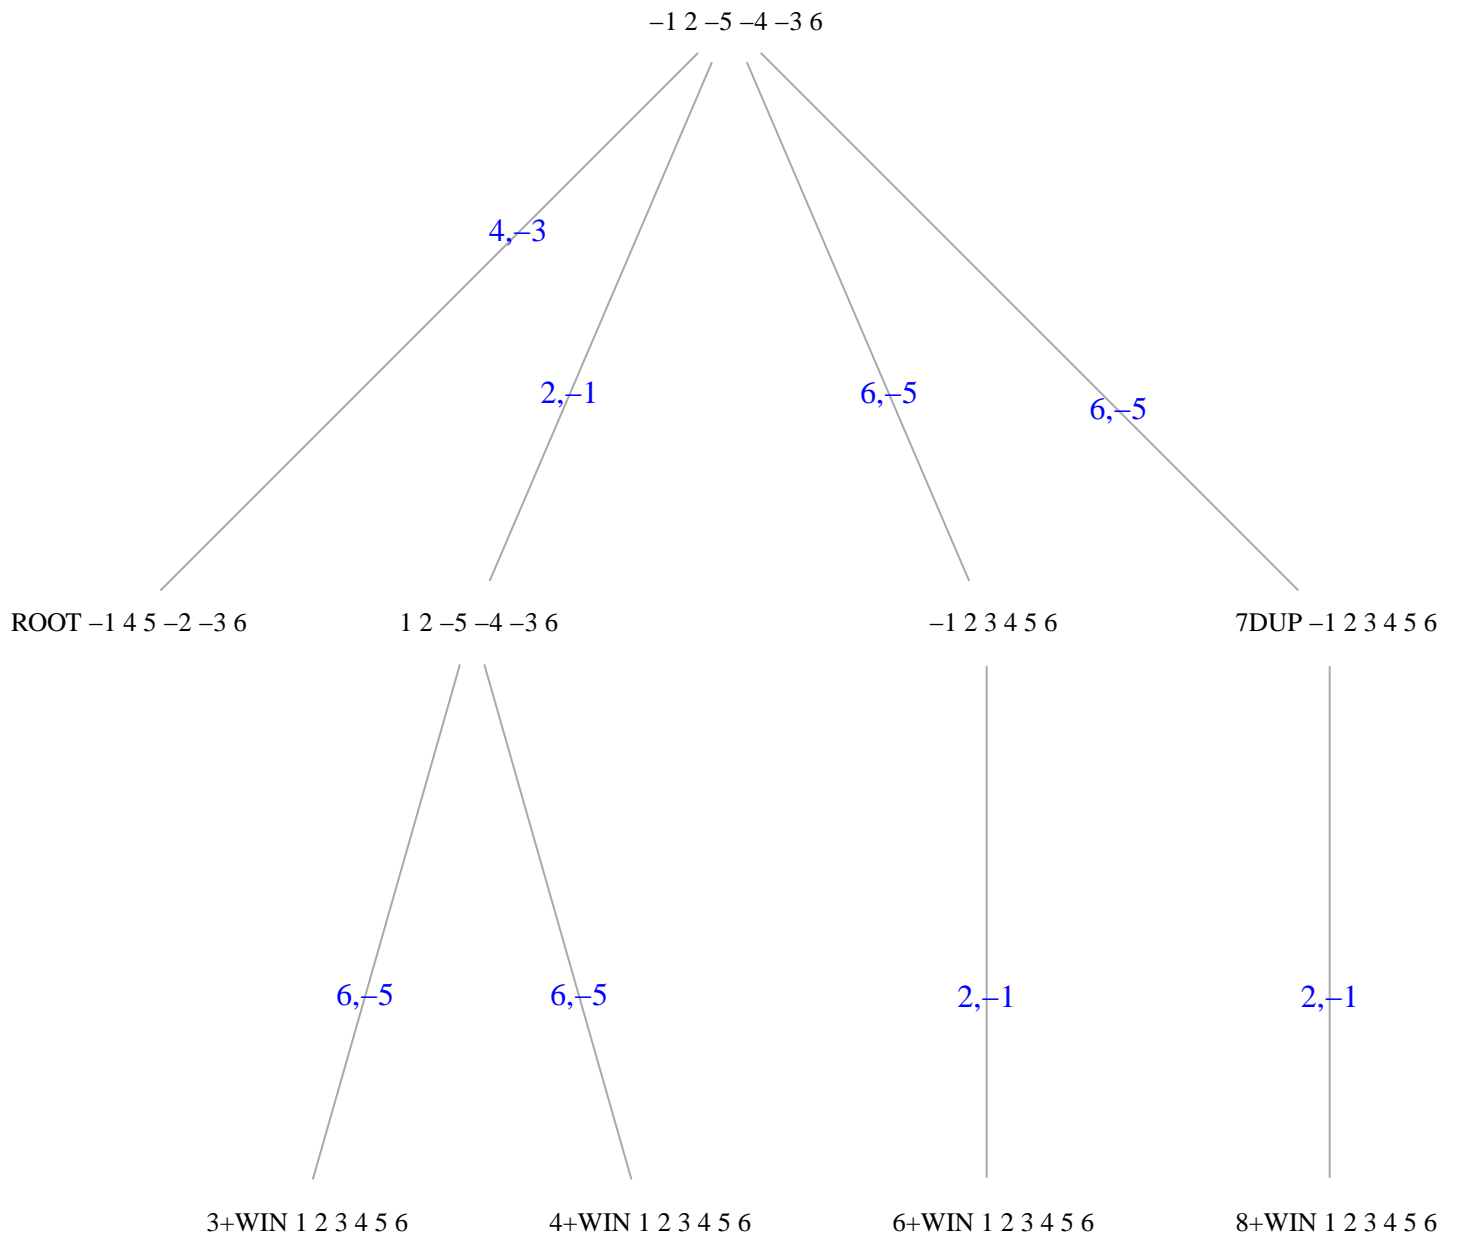 –1 2 –5 –4 –3 6
4,–3
2,–1
6,–5
6,–5
ROOT –1 4 5 –2 –3 6
1 2 –5 –4 –3 6
–1 2 3 4 5 6
7DUP –1 2 3 4 5 6
6,–5
6,–5
2,–1
2,–1
3+WIN 1 2 3 4 5 6
4+WIN 1 2 3 4 5 6
6+WIN 1 2 3 4 5 6
8+WIN 1 2 3 4 5 6